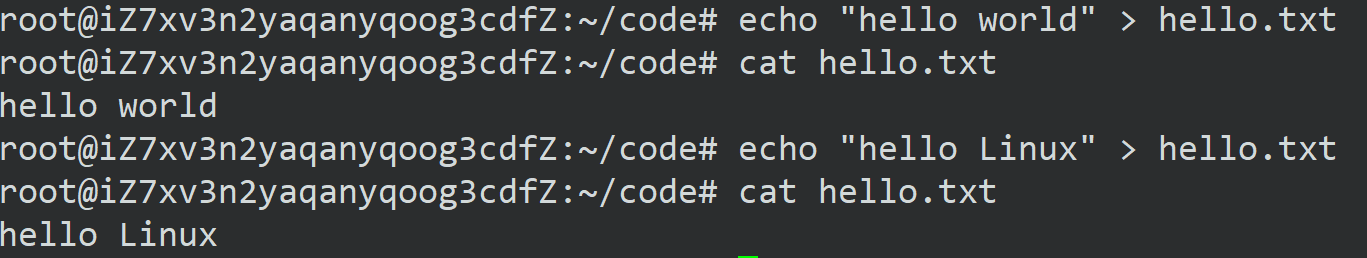 root@iZ7xv3n2yaqanyqoog3cdfZ:~/code# echo "hello world" > hello.txt
root@iZ7xv3n2yaqanyqoog3cdfZ:~/code# cat hello.txt
hello world
root@iZ7xv3n2yaqanyqoog3cdfZ:~/code# echo "hello Linux" > hello.txt
root@iZ7xv3n2yaqanyqoog3cdfZ:~/code# cat hello.txt
hello Linux